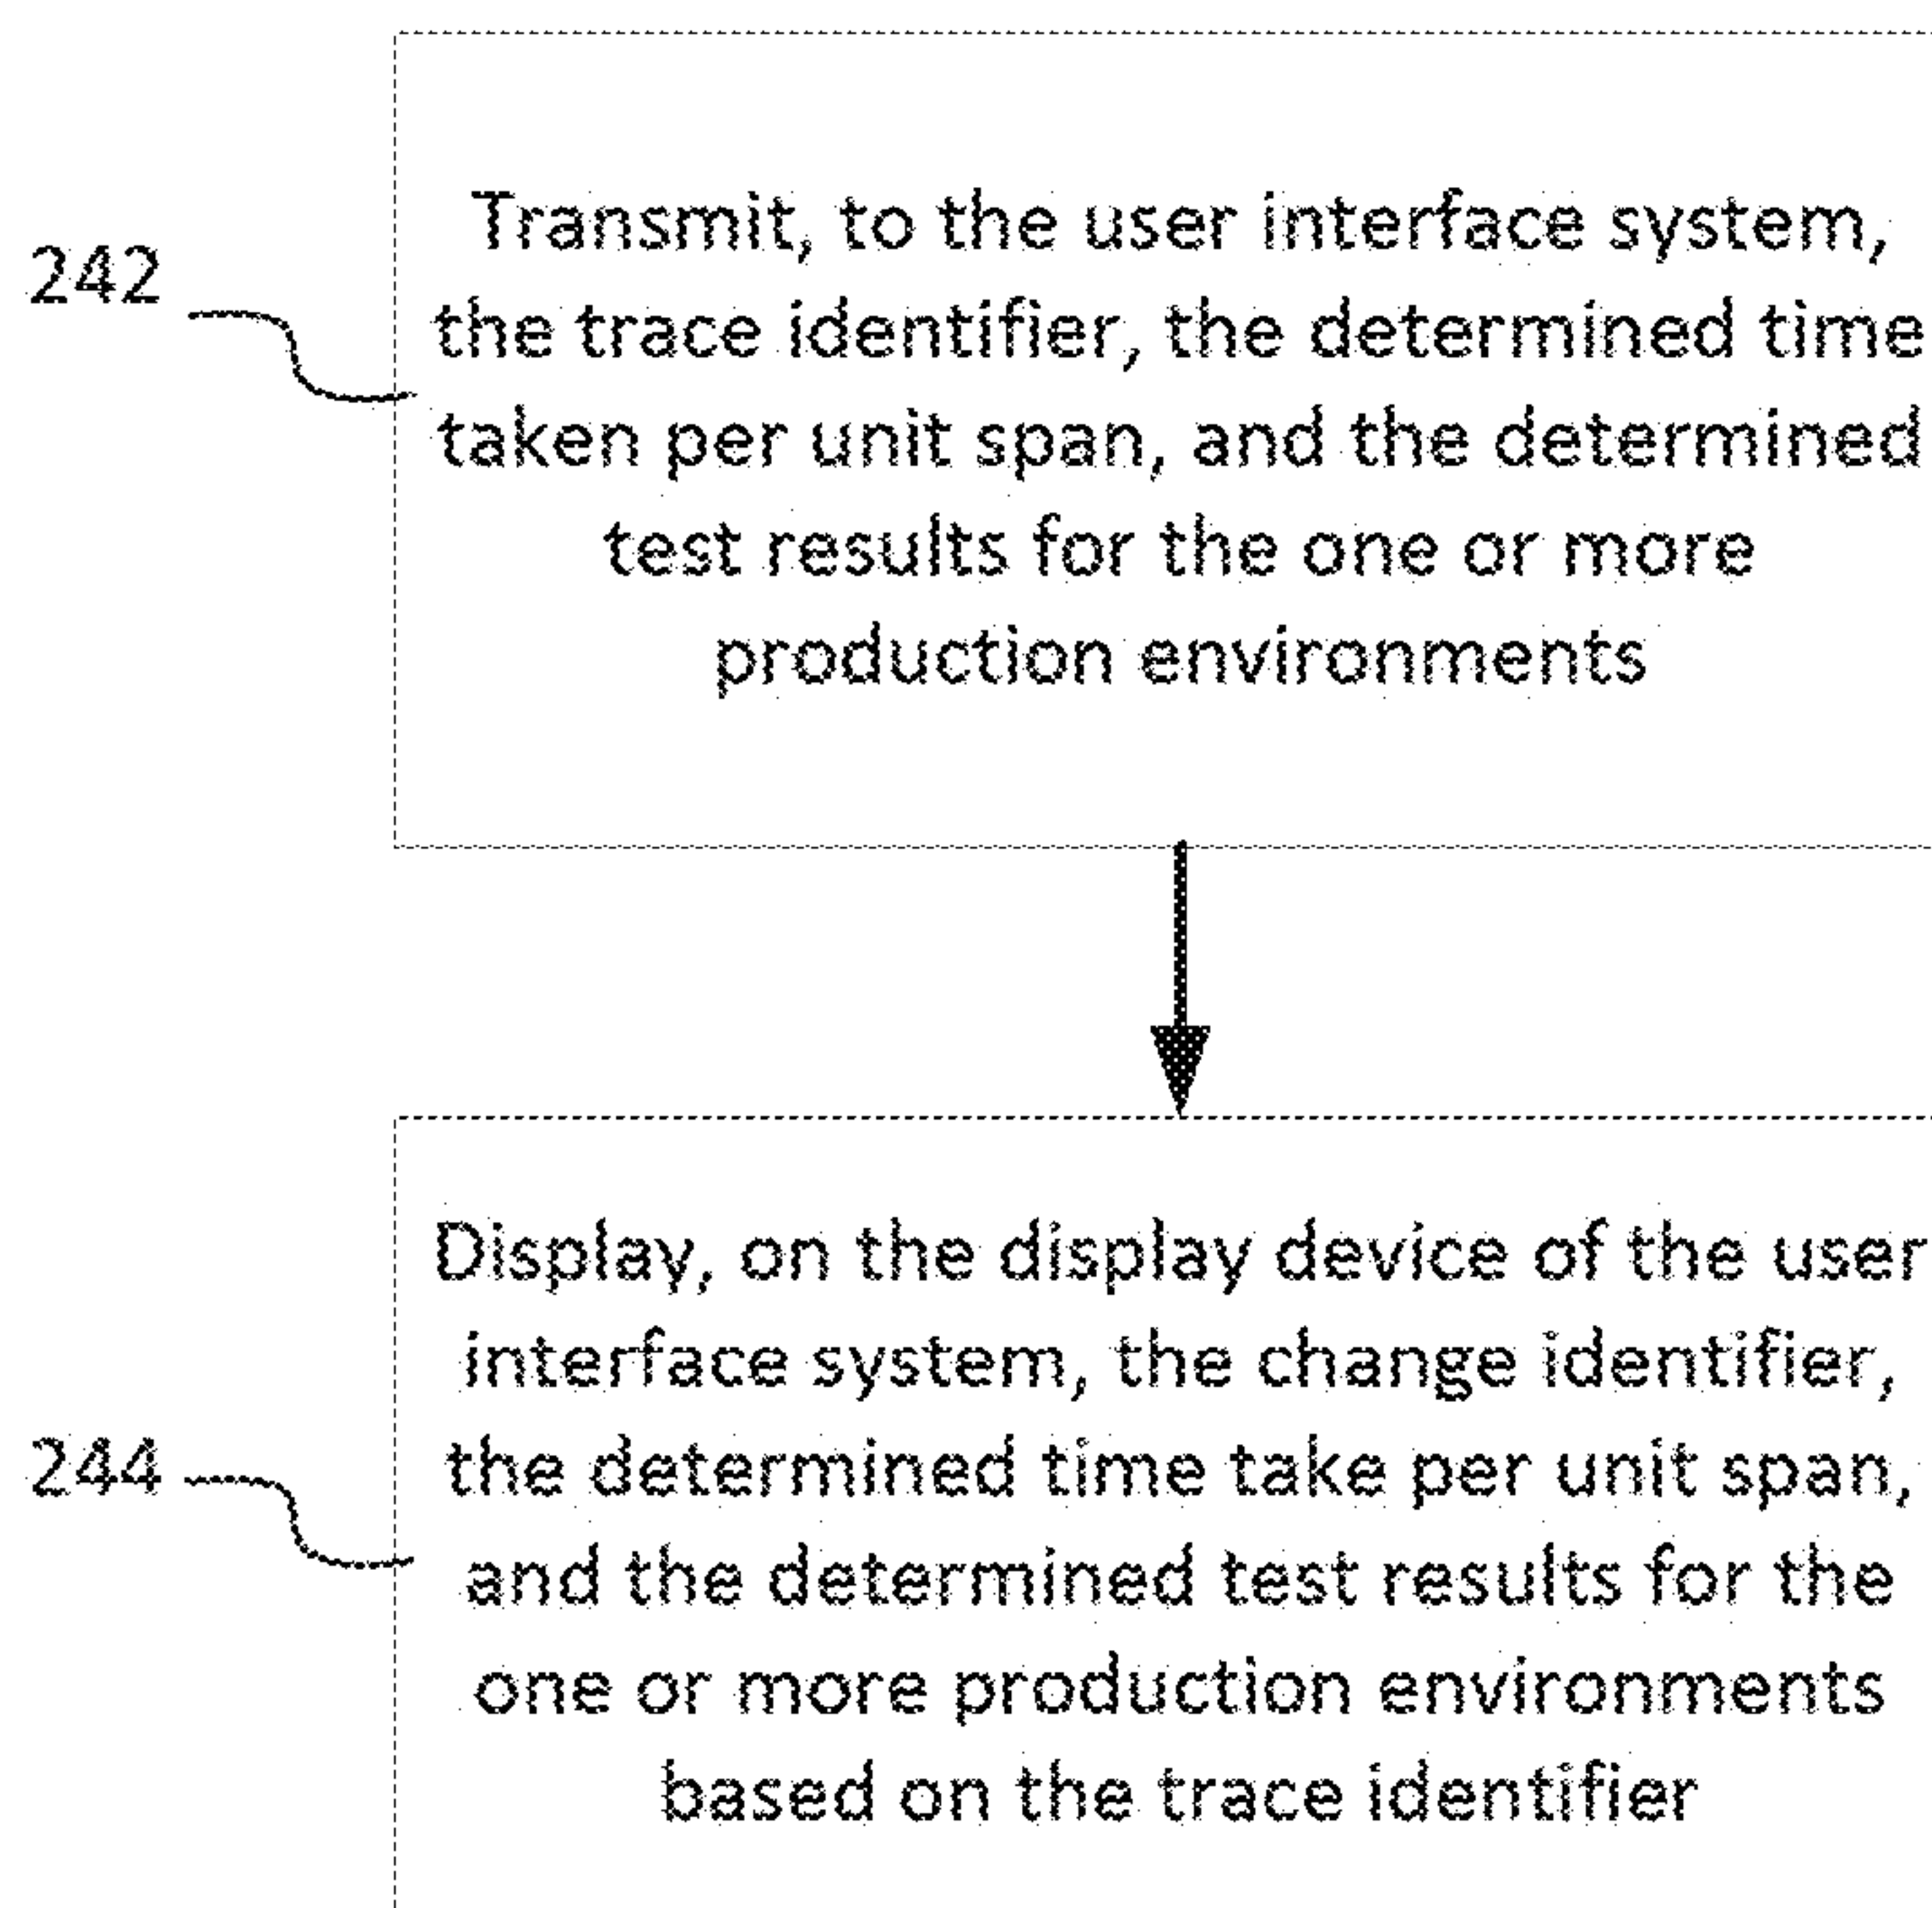 Transmit, to the user interface system,
242
the trace identifier, the determined time
taken per unit span, and the determined
test results for the one or more
production environments
Display, on the display device of the user
interface system, the change identifier,
244
the determined time take per unit span,
and the determined test results for the
one or more production environments
based on the trace identifier